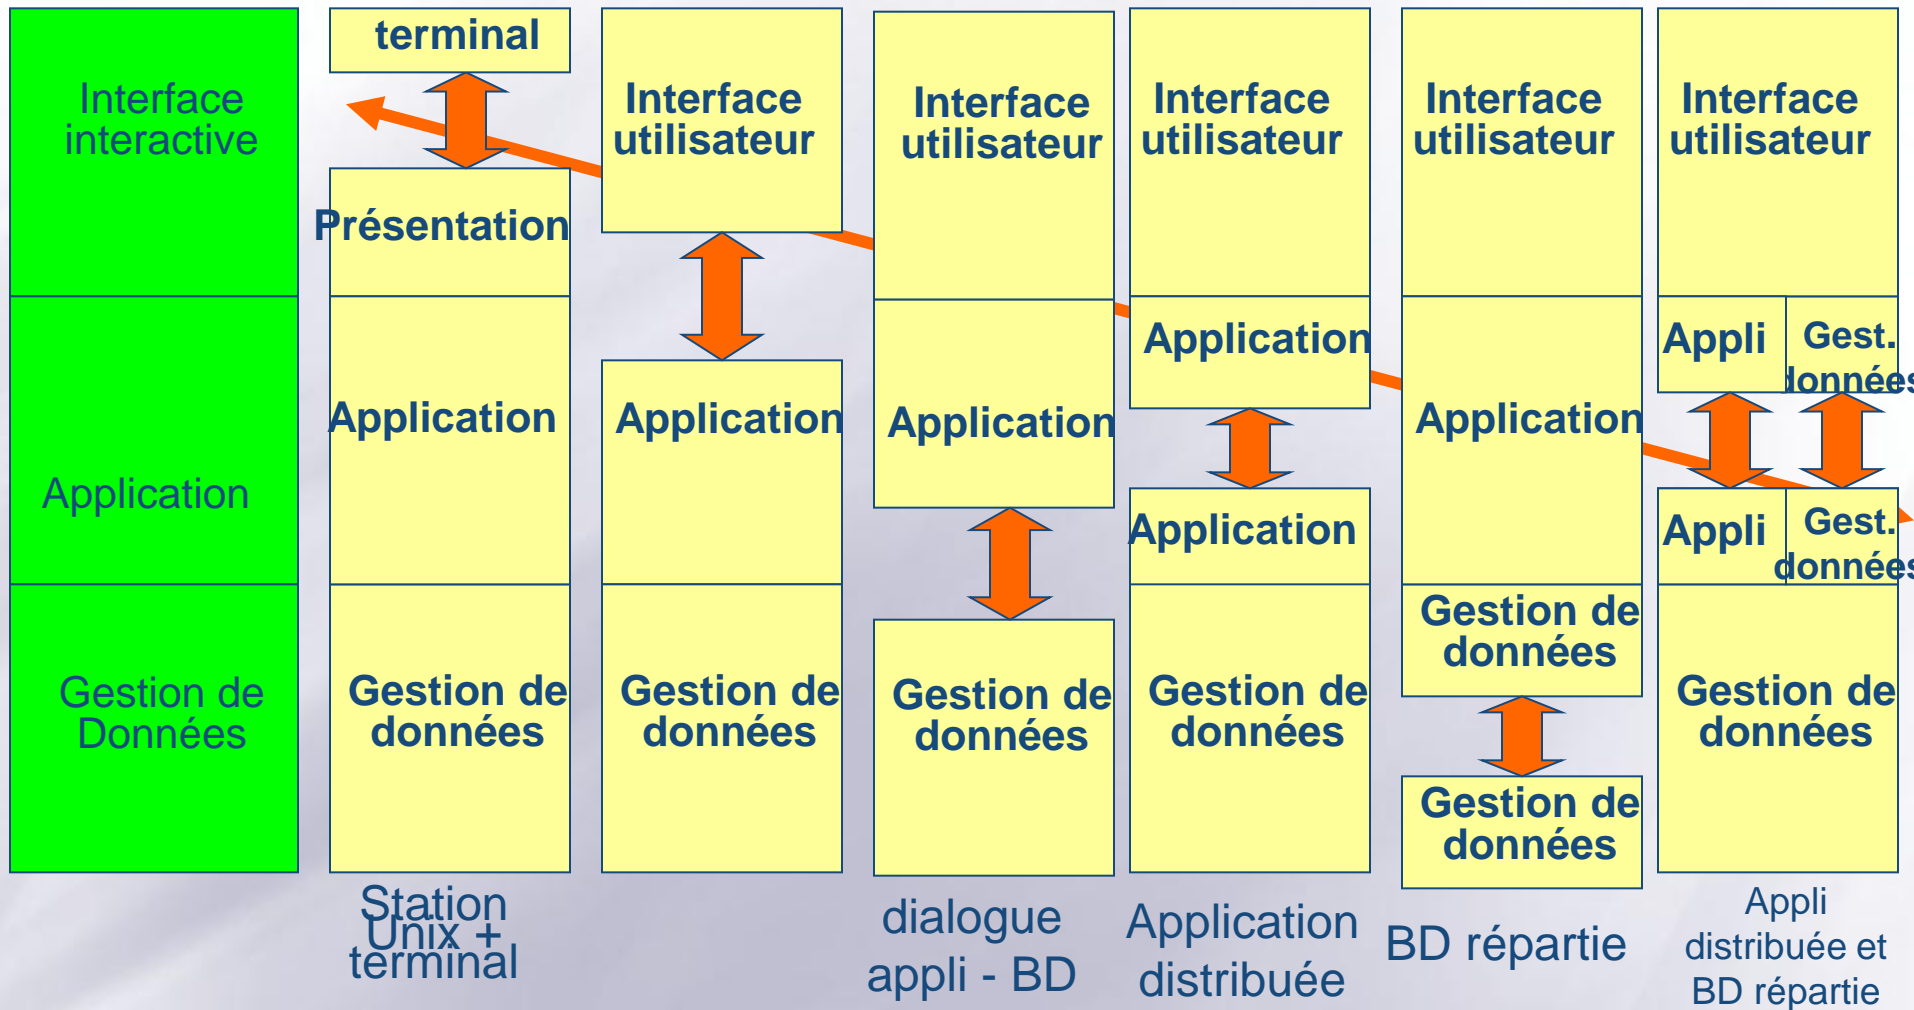 Interface
interactive
Application
Gestion de
Données
terminal
Présentation
Application
Gestion de
données
Station
Unix +
terminal
Interface
utilisateur
Application
Gestion de
données
Interface
utilisateur
Application
Gestion de
données
dialogue
appli - BD
Interface
utilisateur
Application
Application
Gestion de
données
Application
distribuée
Interface
utilisateur
Application
Gestion de
données
Gestion de
données
BD répartie
Interface
utilisateur
Appli
Gest.
données
Appli
Gest.
données
Gestion de
données
Appli
distribuée et
BD répartie